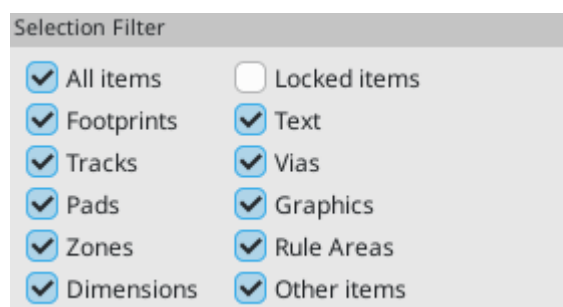 Selection Filter
All items Locked items
Footprints Text
Tracks Vias
Pads Graphics
Zones Rule Areas
Dimensions Other items